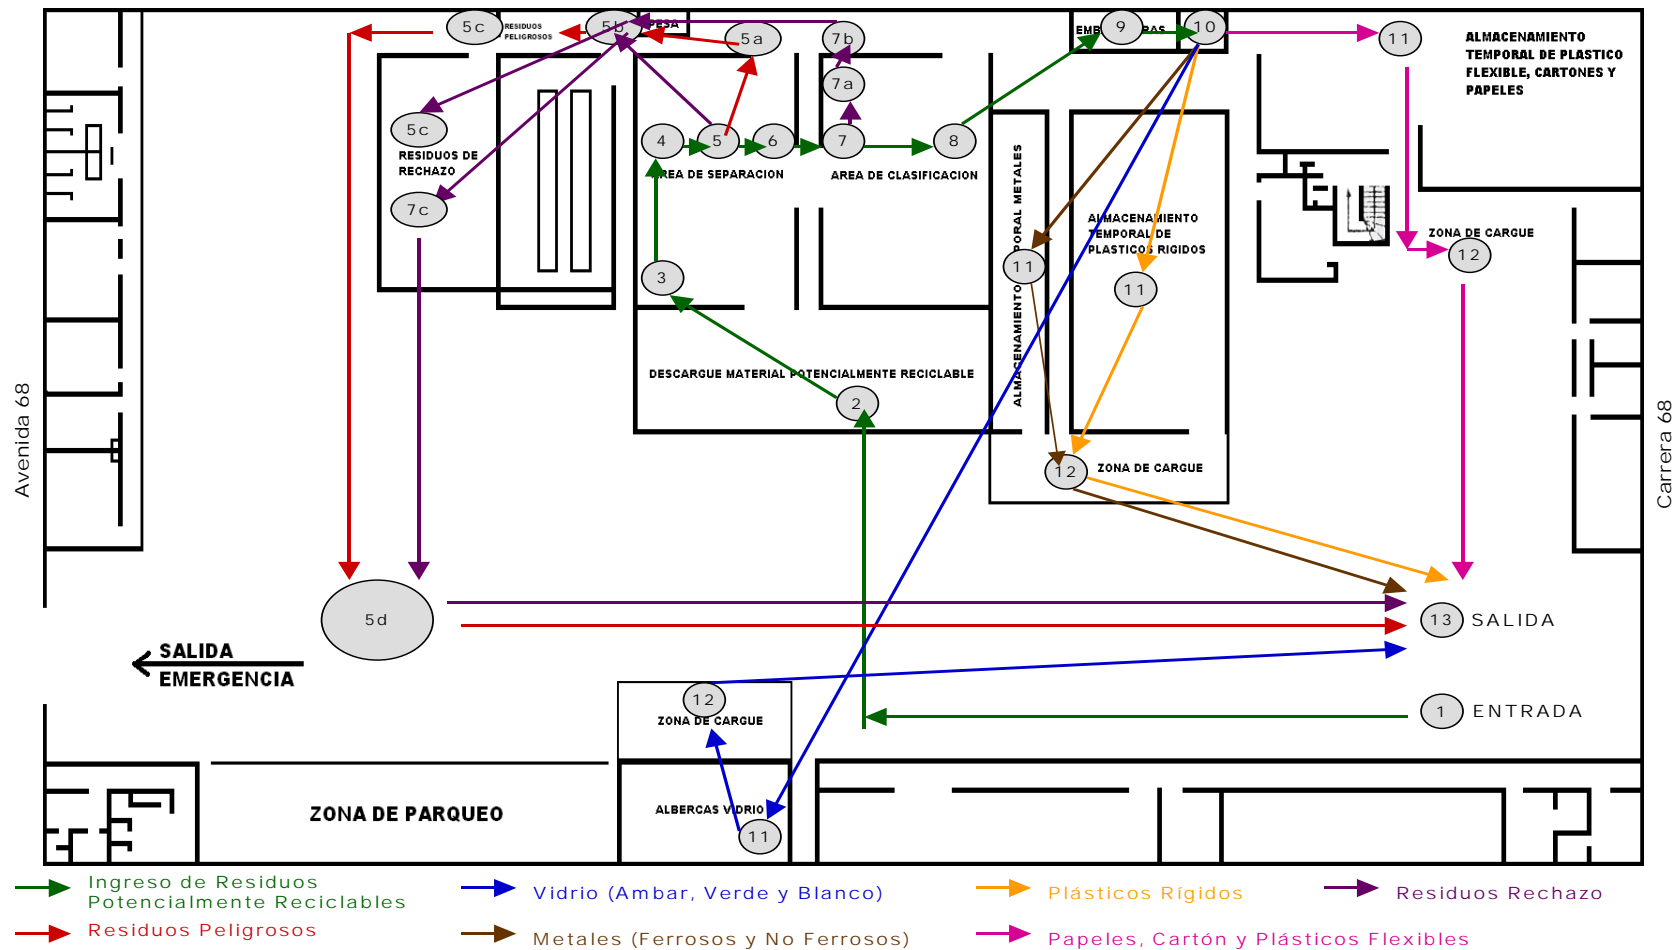 5c
RESIDUOS
PELIGROSOS
5b
PESA
5a
7b
9
10
11
ALMACENAMIENTO
TEMPORAL DE PLASTICO
FLEXIBLE, CARTONES Y
PAPELES
7a
5c
RESIDUOS DE
RECHAZO
7c
4
5
6
7
8
AREA DE SEPARACION
AREA DE CLASIFICACION
3
ALMACENAMIENTO TEMPORAL METALES
11
ALMACENAMIENTO
TEMPORAL DE
PLASTICOS RIGIDOS
11
ZONA DE CARGUE
12
DESCARGUE MATERIAL POTENCIALMENTE RECICLABLE
2
12
ZONA DE CARGUE
Avenida 68
Carrera 68
5d
13
SALIDA
SALIDA
EMERGENCIA
12
ZONA DE CARGUE
1
ENTRADA
ZONA DE PARQUEO
ALBERCAS VIDRIO
11
Ingreso de Residuos
Potencialmente Reciclables
Vidrio (Ambar, Verde y Blanco)
Plásticos Rígidos
Residuos Rechazo
Residuos Peligrosos
Metales (Ferrosos y No Ferrosos)
Papeles, Cartón y Plásticos Flexibles